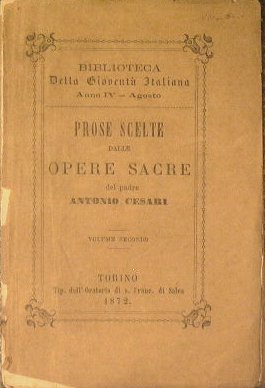 BIBLIOTECA
Della Gioventù Italiana
Anno IV — Agosto
PROSE SCELTE
DALLE
OPERE SACRE
del padre
ANTONIO CESARI
VOLUME SECONDO
TORINO
Tip. dell'Oratorio di s. Franc. di Sales
1872.